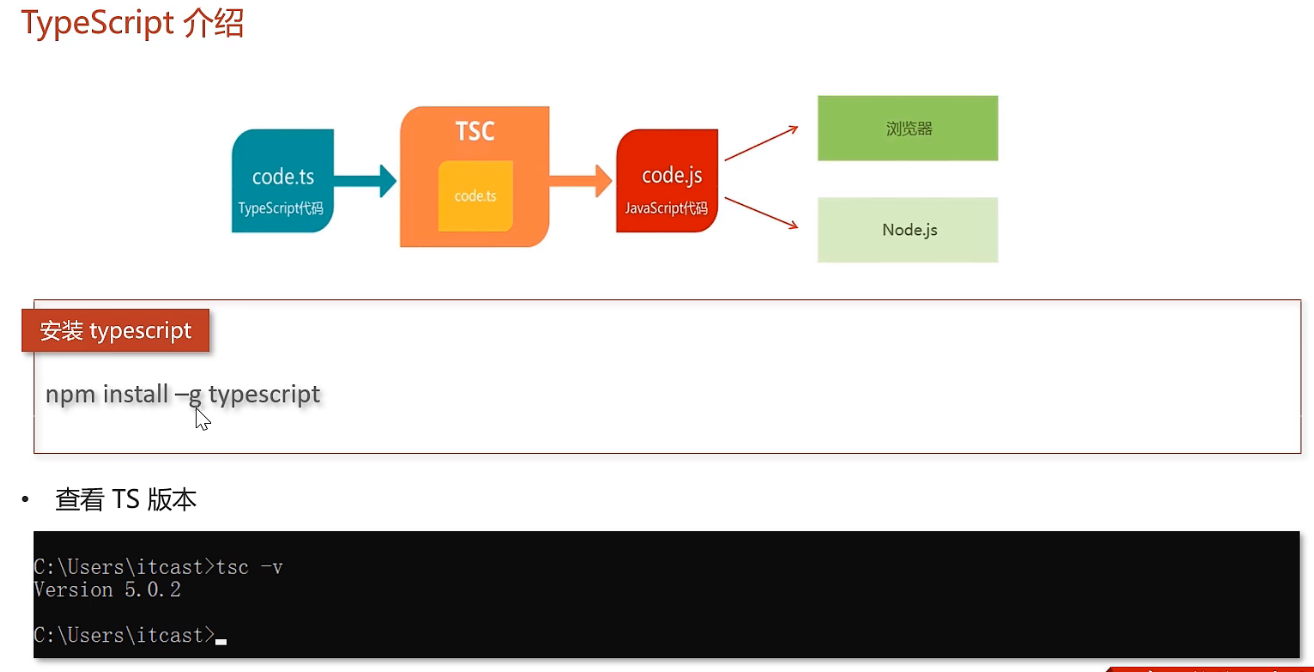 TypeScript 介绍
TSC
code.ts
TypeScript代码
code.ts
code.js
JavaScript代码
浏览器
Node.js
安装 typescript
npm install –g typescript
• 查看 TS 版本
C:\Users\itcast>tsc -v
Version 5.0.2
C:\Users\itcast>